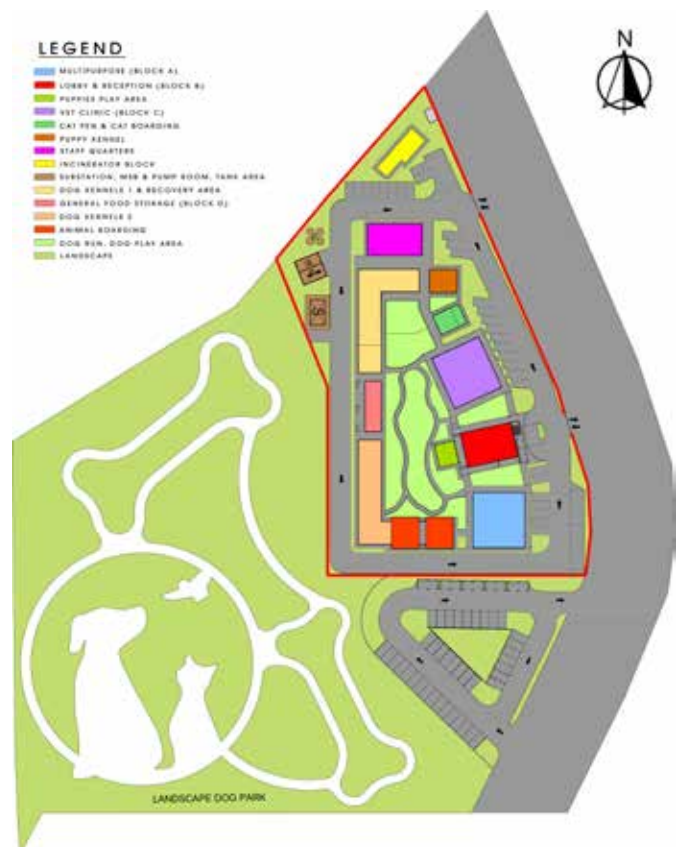 LEGEND
MULTIPURPOSE (BLOCK A)
LOBBY & RECEPTION (BLOCK B)
PUPPIES PLAY AREA
VET CLINIC (BLOCK C)
CAT PEN & CAT BOARDING
PUPPY KENNEL
STAFF QUARTERS
INCINERATOR BLOCK
SUBSTATION, MSB & PUMP ROOM, TANK AREA
DOG KENNELS 1 & RECOVERY AREA
GENERAL FOOD STORAGE (BLOCK D)
DOG KENNELS 2
ANIMAL BOARDING
DOG RUN, DOG PLAY AREA
LANDSCAPE
N
LANDSCAPE DOG PARK